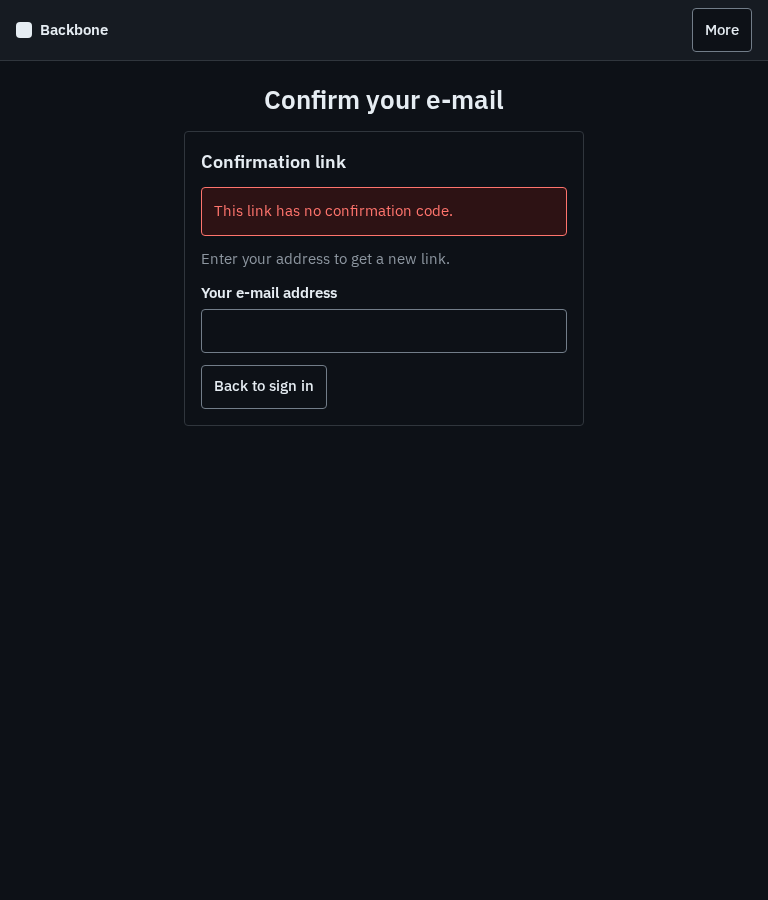 Backbone
More
Confirm your e-mail
Confirmation link
This link has no confirmation code.
Enter your address to get a new link.
Your e-mail address
Back to sign in